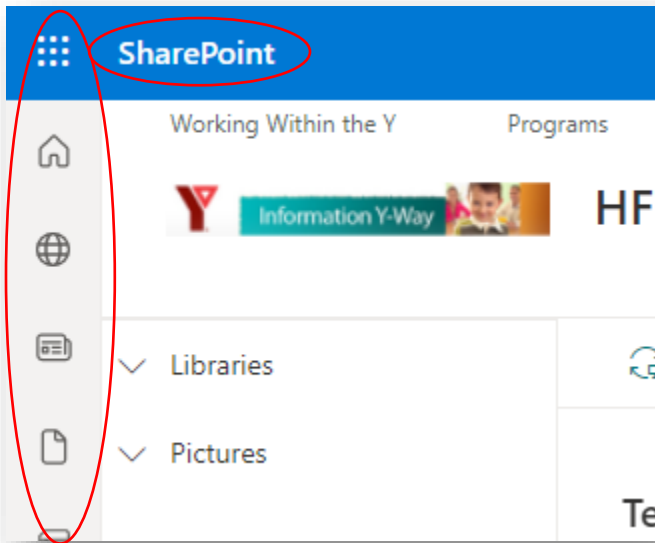 SharePoint
Working Within the Y Programs
Y Information Y-Way HF
Libraries
Pictures
Te